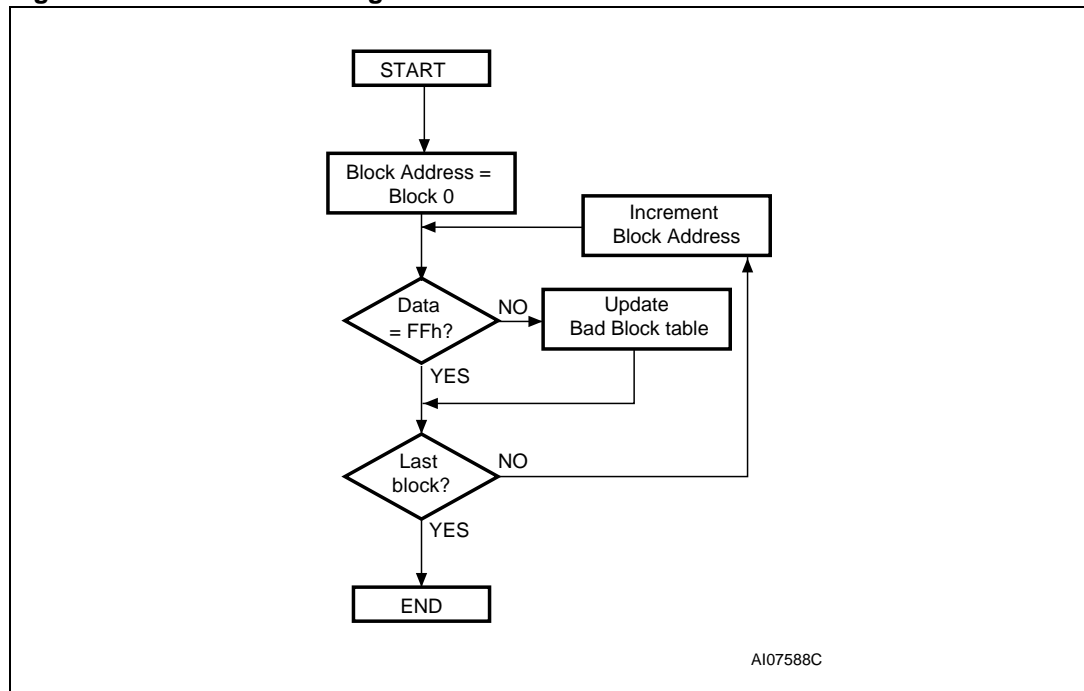 START
Block Address =
Block 0
Increment
Block Address
Data
= FFh?
NO
Update
Bad Block table
YES
Last
block?
NO
YES
END
AI07588C